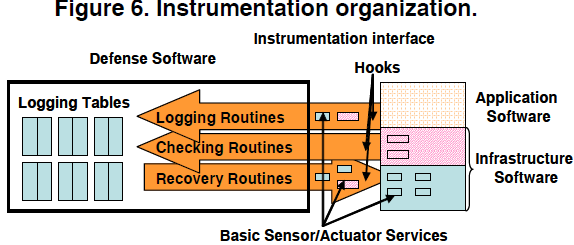 Figure 6. Instrumentation organization.
Instrumentation interface
Defense Software
Hooks
Logging Tables
Logging Routines
Checking Routines
Recovery Routines
Application
Software
Infrastructure
Software
Basic Sensor/Actuator Services